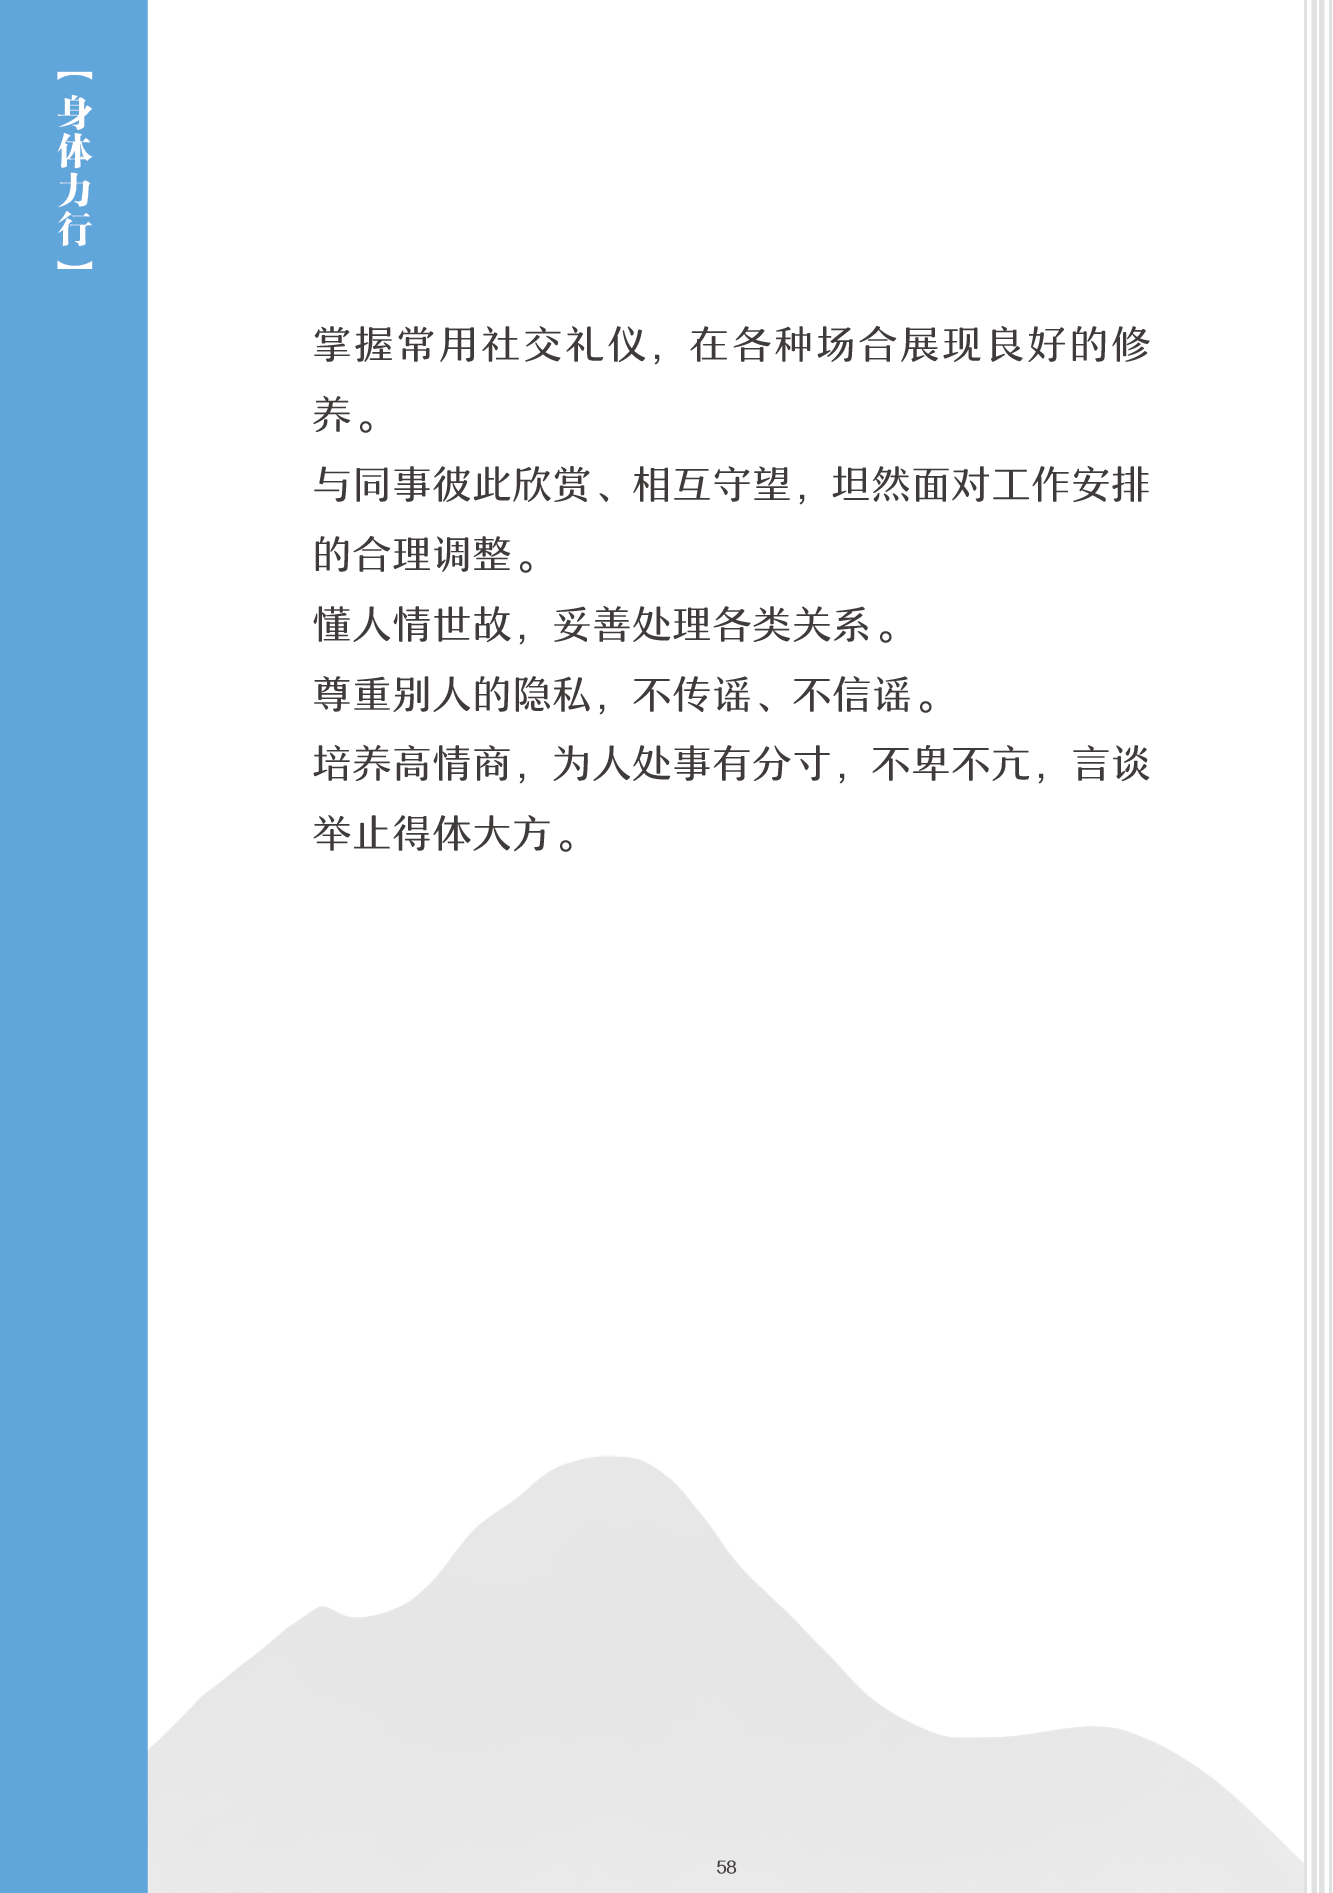 【身体力行】
掌握常用社交礼仪，在各种场合展现良好的修
养。
与同事彼此欣赏、相互守望，坦然面对工作安排
的合理调整。
懂人情世故，妥善处理各类关系。
尊重别人的隐私，不传谣、不信谣。
培养高情商，为人处事有分寸，不卑不亢，言谈
举止得体大方。
58